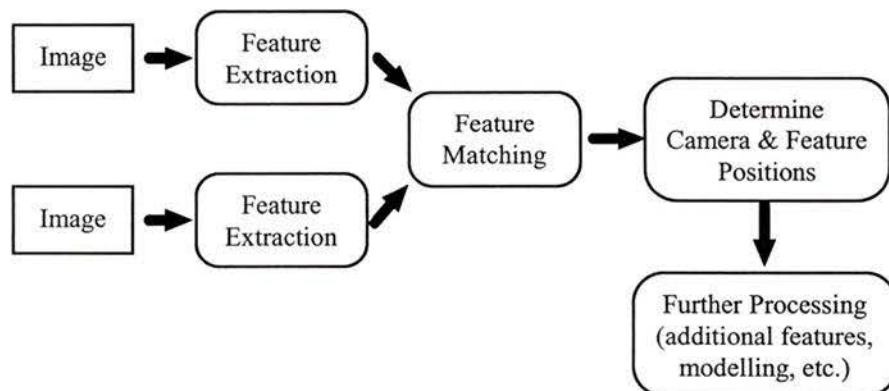 Image
Feature
Extraction
Image
Feature
Extraction
Feature
Matching
Determine
Camera & Feature
Positions
Further Processing
(additional features,
modelling, etc.)